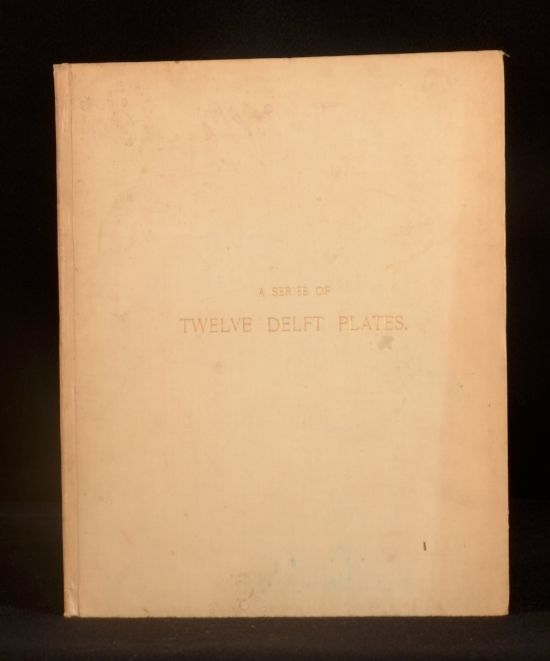 A SERIES OF
TWELVE DELFT PLATES.